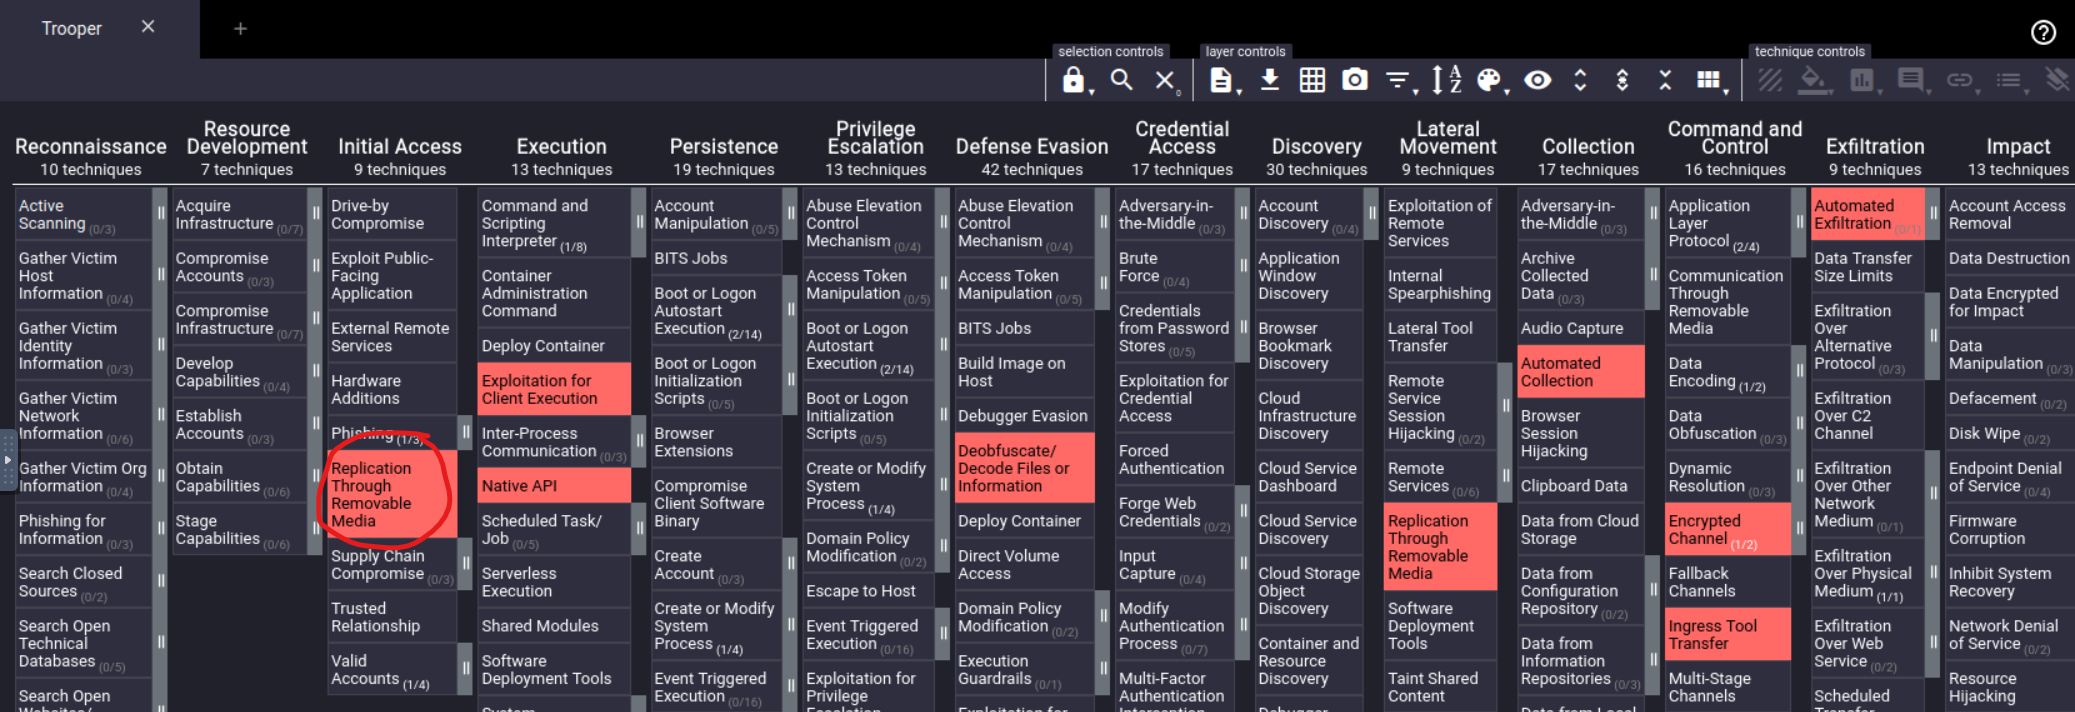 Trooper
selection controls
layer controls
technique controls
Reconnaissance
10 techniques
Active
Scanning (0/3)
Gather Victim
Host
Information (0/4)
Gather Victim
Identity
Information (0/3)
Gather Victim
Network
Information (0/6)
Gather Victim Org
Information (0/4)
Phishing for
Information (0/3)
Search Closed
Sources (0/2)
Search Open
Technical
Databases (0/5)
Search Open
Resource
Development
7 techniques
Acquire
Infrastructure (0/7)
Compromise
Accounts (0/3)
Compromise
Infrastructure (0/7)
Develop
Capabilities (0/4)
Establish
Accounts (0/3)
Obtain
Capabilities (0/6)
Stage
Capabilities (0/6)
Initial Access
9 techniques
Drive-by
Compromise
Exploit Public-
Facing
Application
External Remote
Services
Hardware
Additions
Phishing (1/3)
Replication
Through
Removable
Media
Supply Chain
Compromise (0/3)
Trusted
Relationship
Valid
Accounts (1/4)
Execution
13 techniques
Command and
Scripting
Interpreter (1/8)
Container
Administration
Command
Deploy Container
Exploitation for
Client Execution
Inter-Process
Communication (0/3)
Native API
Scheduled Task/
Job (0/5)
Serverless
Execution
Shared Modules
Software
Deployment Tools
System
Persistence
19 techniques
Account
Manipulation (0/5)
BITS Jobs
Boot or Logon
Autostart
Execution (2/14)
Boot or Logon
Initialization
Scripts (0/5)
Browser
Extensions
Compromise
Client Software
Binary
Create
Account (0/3)
Create or Modify
System
Process (1/4)
Event Triggered
Execution (0/16)
Privilege
Escalation
13 techniques
Abuse Elevation
Control
Mechanism (0/4)
Access Token
Manipulation (0/5)
Boot or Logon
Autostart
Execution (2/14)
Boot or Logon
Initialization
Scripts (0/5)
Create or Modify
System
Process (1/4)
Domain Policy
Modification (0/2)
Escape to Host
Event Triggered
Execution (0/16)
Exploitation for
Privilege
Escalation
Defense Evasion
42 techniques
Abuse Elevation
Control
Mechanism (0/4)
Access Token
Manipulation (0/5)
BITS Jobs
Build Image on
Host
Debugger Evasion
Deobfuscate/
Decode Files or
Information
Deploy Container
Direct Volume
Access
Domain Policy
Modification (0/2)
Execution
Guardrails (0/1)
Exploitation for
Credential
Access
17 techniques
Adversary-in-
the-Middle (0/3)
Brute
Force (0/4)
Credentials
from Password
Stores (0/5)
Exploitation for
Credential
Access
Forced
Authentication
Forge Web
Credentials (0/2)
Input
Capture (0/4)
Modify
Authentication
Process (0/7)
Multi-Factor
Authentication
Interception
Discovery
30 techniques
Account
Discovery (0/4)
Application
Window
Discovery
Browser
Bookmark
Discovery
Cloud
Infrastructure
Discovery
Cloud Service
Dashboard
Cloud Service
Discovery
Cloud Storage
Object
Discovery
Container and
Resource
Discovery
Debugger
Lateral
Movement
9 techniques
Exploitation of
Remote
Services
Internal
Spearphishing
Lateral Tool
Transfer
Remote
Service
Session
Hijacking (0/2)
Remote
Services (0/6)
Replication
Through
Removable
Media
Software
Deployment
Tools
Taint Shared
Content
Collection
17 techniques
Adversary-in-
the-Middle (0/3)
Archive
Collected
Data (0/3)
Audio Capture
Automated
Collection
Browser
Session
Hijacking
Clipboard Data
Data from Cloud
Storage
Data from
Configuration
Repository (0/2)
Data from
Information
Repositories (0/3)
Data from Local
Command and
Control
16 techniques
Application
Layer
Protocol (2/4)
Communication
Through
Removable
Media
Data
Encoding (1/2)
Data
Obfuscation (0/3)
Dynamic
Resolution (0/3)
Encrypted
Channel (1/2)
Fallback
Channels
Ingress Tool
Transfer
Multi-Stage
Channels
Exfiltration
9 techniques
Automated
Exfiltration (0/1)
Data Transfer
Size Limits
Exfiltration
Over
Alternative
Protocol (0/3)
Exfiltration
Over C2
Channel
Exfiltration
Over Other
Network
Medium (0/1)
Exfiltration
Over Physical
Medium (1/1)
Exfiltration
Over Web
Service (0/2)
Scheduled
Transfer
Impact
13 techniques
Account Access
Removal
Data Destruction
Data Encrypted
for Impact
Data
Manipulation (0/3)
Defacement (0/2)
Disk Wipe (0/2)
Endpoint Denial
of Service (0/4)
Firmware
Corruption
Inhibit System
Recovery
Network Denial
of Service (0/2)
Resource
Hijacking